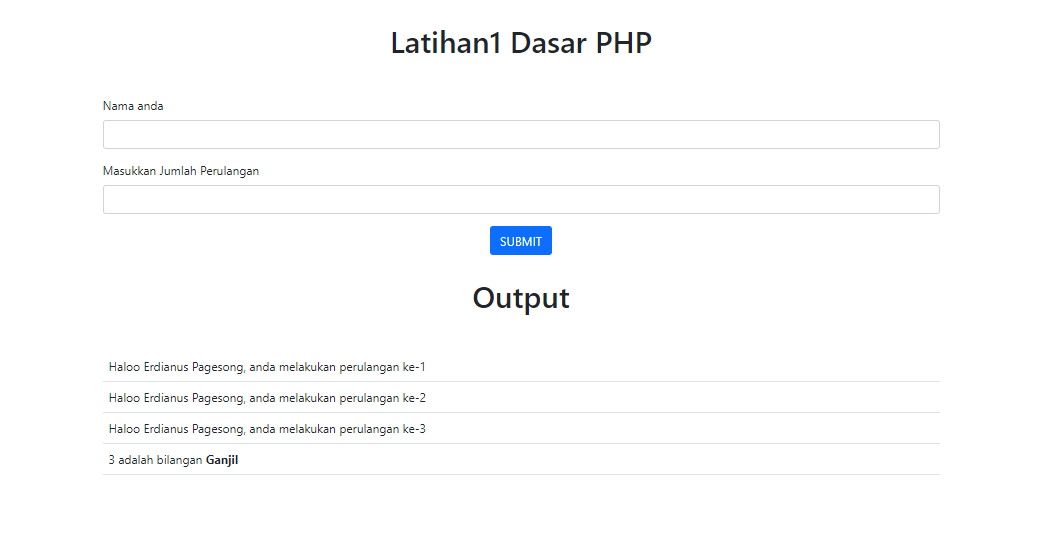 Latihan1 Dasar PHP
Nama anda
Masukkan Jumlah Perulangan
SUBMIT
Output
Haloo Erdianus Pagesong, anda melakukan perulangan ke-1
Haloo Erdianus Pagesong, anda melakukan perulangan ke-2
Haloo Erdianus Pagesong, anda melakukan perulangan ke-3
3 adalah bilangan Ganjil